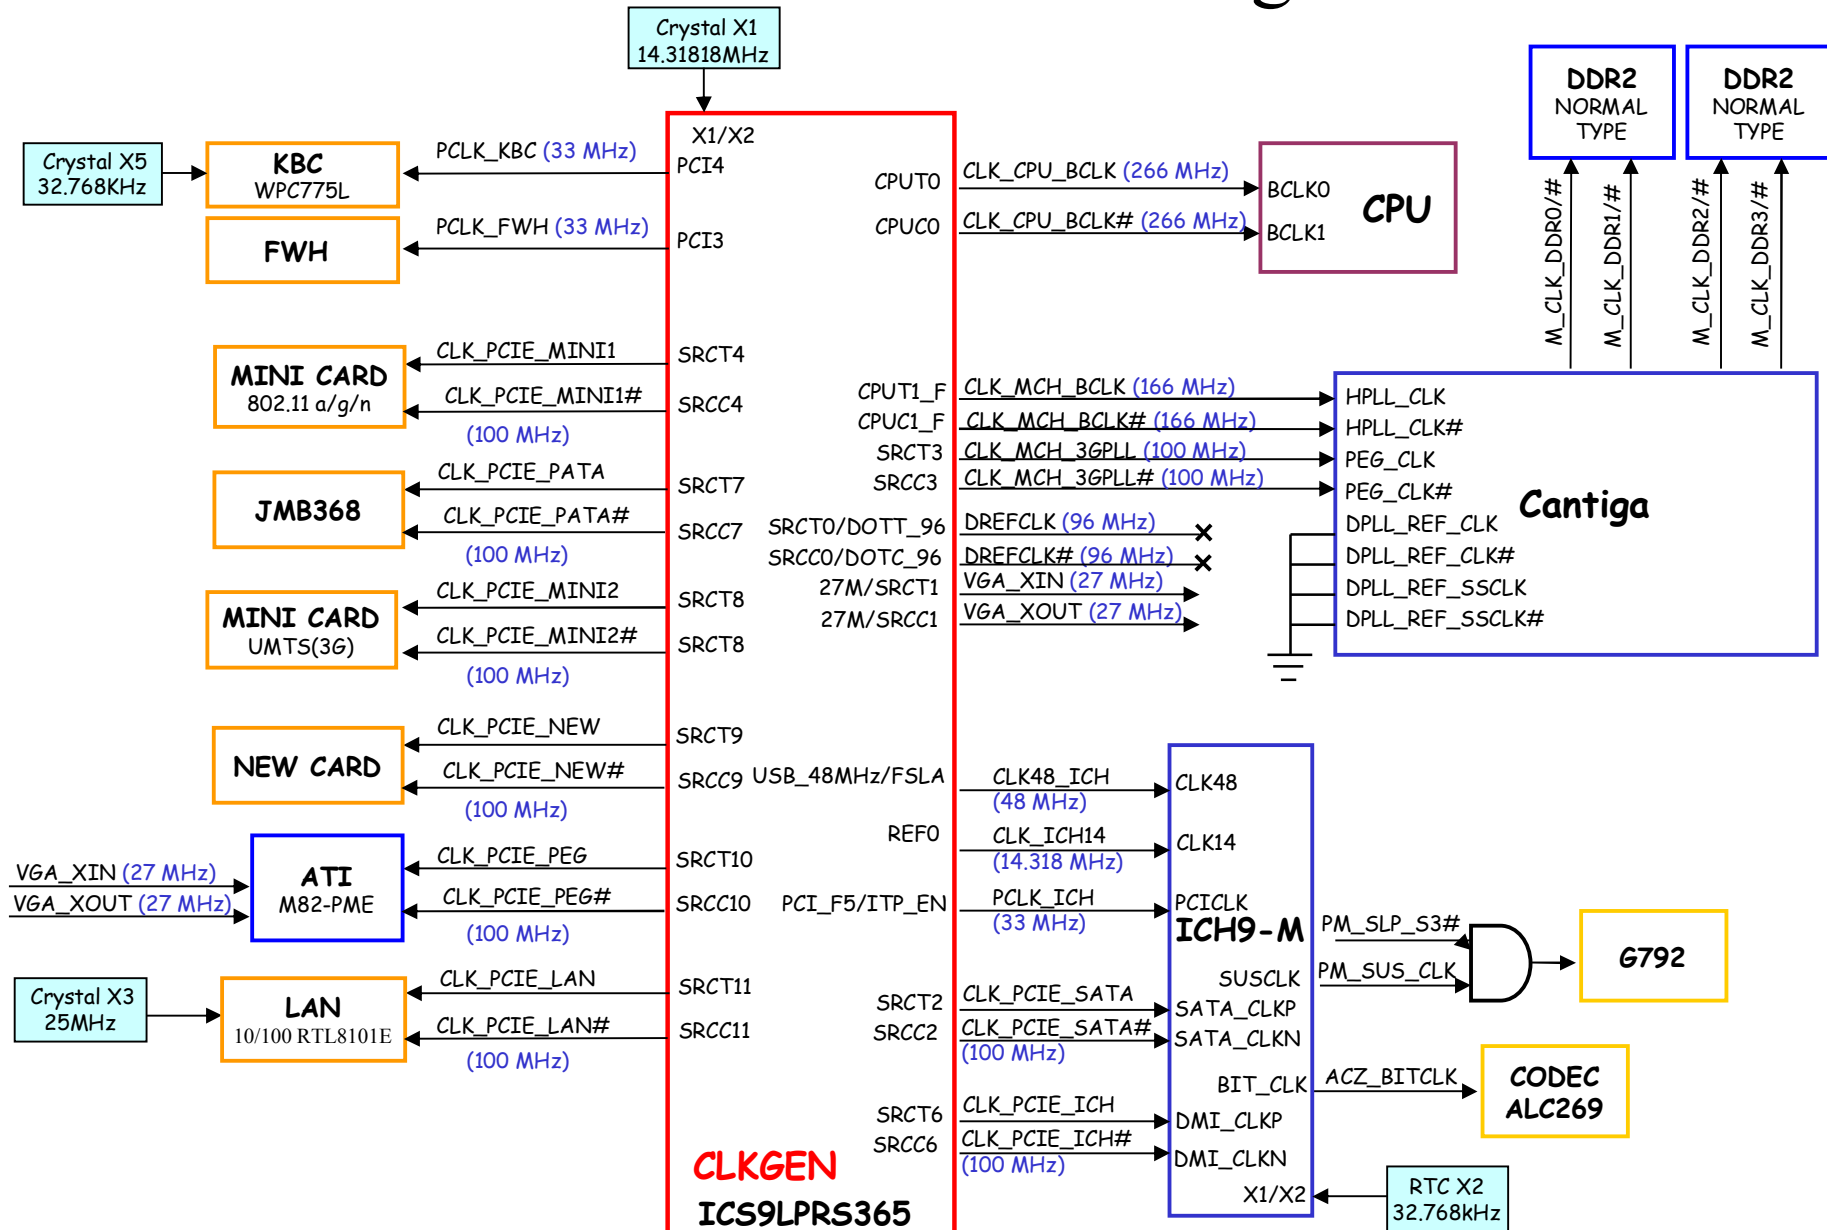 g
Crystal X1
14.31818MHz
Crystal X5
32.768KHz
KBC
WPC775L
PCLK_KBC (33 MHz)
FWH
PCLK_FWH (33 MHz)
MINI CARD
802.11 a/g/n
CLK_PCIE_MINI1
CLK_PCIE_MINI1#
(100 MHz)
JMB368
CLK_PCIE_PATA
CLK_PCIE_PATA#
(100 MHz)
MINI CARD
UMTS(3G)
CLK_PCIE_MINI2
CLK_PCIE_MINI2#
(100 MHz)
NEW CARD
CLK_PCIE_NEW
CLK_PCIE_NEW#
(100 MHz)
VGA_XIN (27 MHz)
VGA_XOUT (27 MHz)
ATI
M82-PME
CLK_PCIE_PEG
CLK_PCIE_PEG#
(100 MHz)
Crystal X3
25MHz
LAN
10/100 RTL8101E
CLK_PCIE_LAN
CLK_PCIE_LAN#
(100 MHz)
X1/X2
PCI4
PCI3
SRCT4
SRCC4
SRCT7
SRCC7
SRCT8
SRCT8
SRCT9
SRCC9
SRCT10
SRCC10
SRCT11
SRCC11
CPUT0
CPUC0
CPUT1_F
CPUC1_F
SRCT3
SRCC3
SRCT0/DOTT_96
SRCC0/DOTC_96
27M/SRCT1
27M/SRCC1
USB_48MHz/FSLA
REF0
PCI_F5/ITP_EN
SRCT2
SRCC2
SRCT6
SRCC6
CLKGEN
ICS9LPRS365
CLK_CPU_BCLK (266 MHz)
CLK_CPU_BCLK# (266 MHz)
BCLK0
BCLK1
CPU
DDR2
NORMAL
TYPE
DDR2
NORMAL
TYPE
M_CLK_DDR0/#
M_CLK_DDR1/#
M_CLK_DDR2/#
M_CLK_DDR3/#
CLK_MCH_BCLK (166 MHz)
CLK_MCH_BCLK# (166 MHz)
CLK_MCH_3GPLL (100 MHz)
CLK_MCH_3GPLL# (100 MHz)
DREFCLK (96 MHz)
DREFCLK# (96 MHz)
VGA_XIN (27 MHz)
VGA_XOUT (27 MHz)
HPLL_CLK
HPLL_CLK#
PEG_CLK
PEG_CLK#
DPLL_REF_CLK
DPLL_REF_CLK#
DPLL_REF_SSCLK
DPLL_REF_SSCLK#
Cantiga
CLK48_ICH
(48 MHz)
CLK_ICH14
(14.318 MHz)
PCLK_ICH
(33 MHz)
CLK_PCIE_SATA
CLK_PCIE_SATA#
(100 MHz)
CLK_PCIE_ICH
CLK_PCIE_ICH#
(100 MHz)
CLK48
CLK14
PCICLK
ICH9-M
SUSCLK
SATA_CLKP
SATA_CLKN
BIT_CLK
DMI_CLKP
DMI_CLKN
X1/X2
PM_SLP_S3#
PM_SUS_CLK
G792
ACZ_BITCLK
CODEC
ALC269
RTC X2
32.768kHz